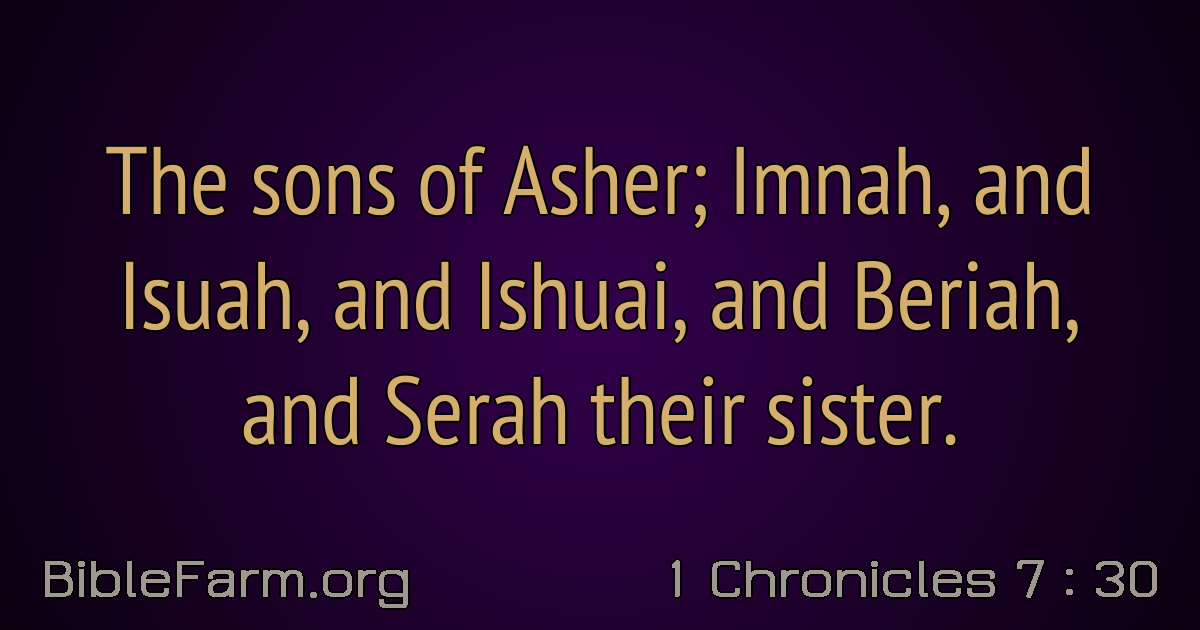 The sons of Asher; Imnah, and
Isuah, and Ishuai, and Beriah,
and Serah their sister.
BibleFarm.org
1 Chronicles 7 : 30